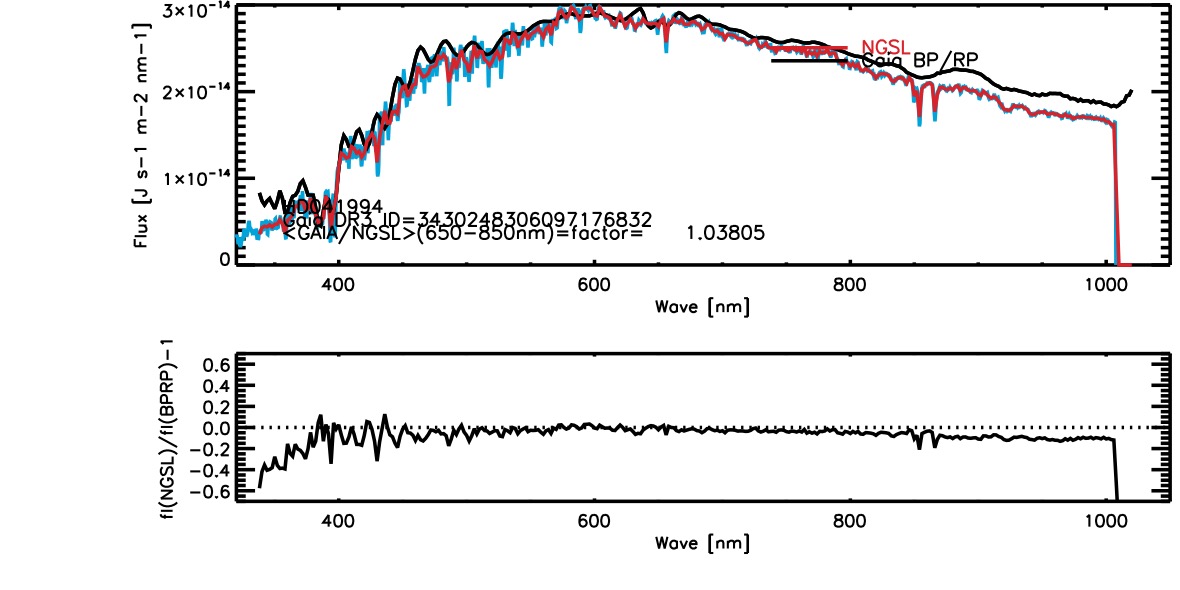 3×10⁻¹⁴
2×10⁻¹⁴
1×10⁻¹⁴
0
Flux [J s−1 m−2 nm−1]
NGSL
Gaia BP/RP
HD041994
Gaia DR3 ID=3430248306097176832
<GAIA/NGSL>(650−850nm)=factor= 1.03805
400 600 800 1000
Wave [nm]
fl(NGSL)/fl(BPRP)−1
0.6
0.4
0.2
0.0
−0.2
−0.4
−0.6
400 600 800 1000
Wave [nm]